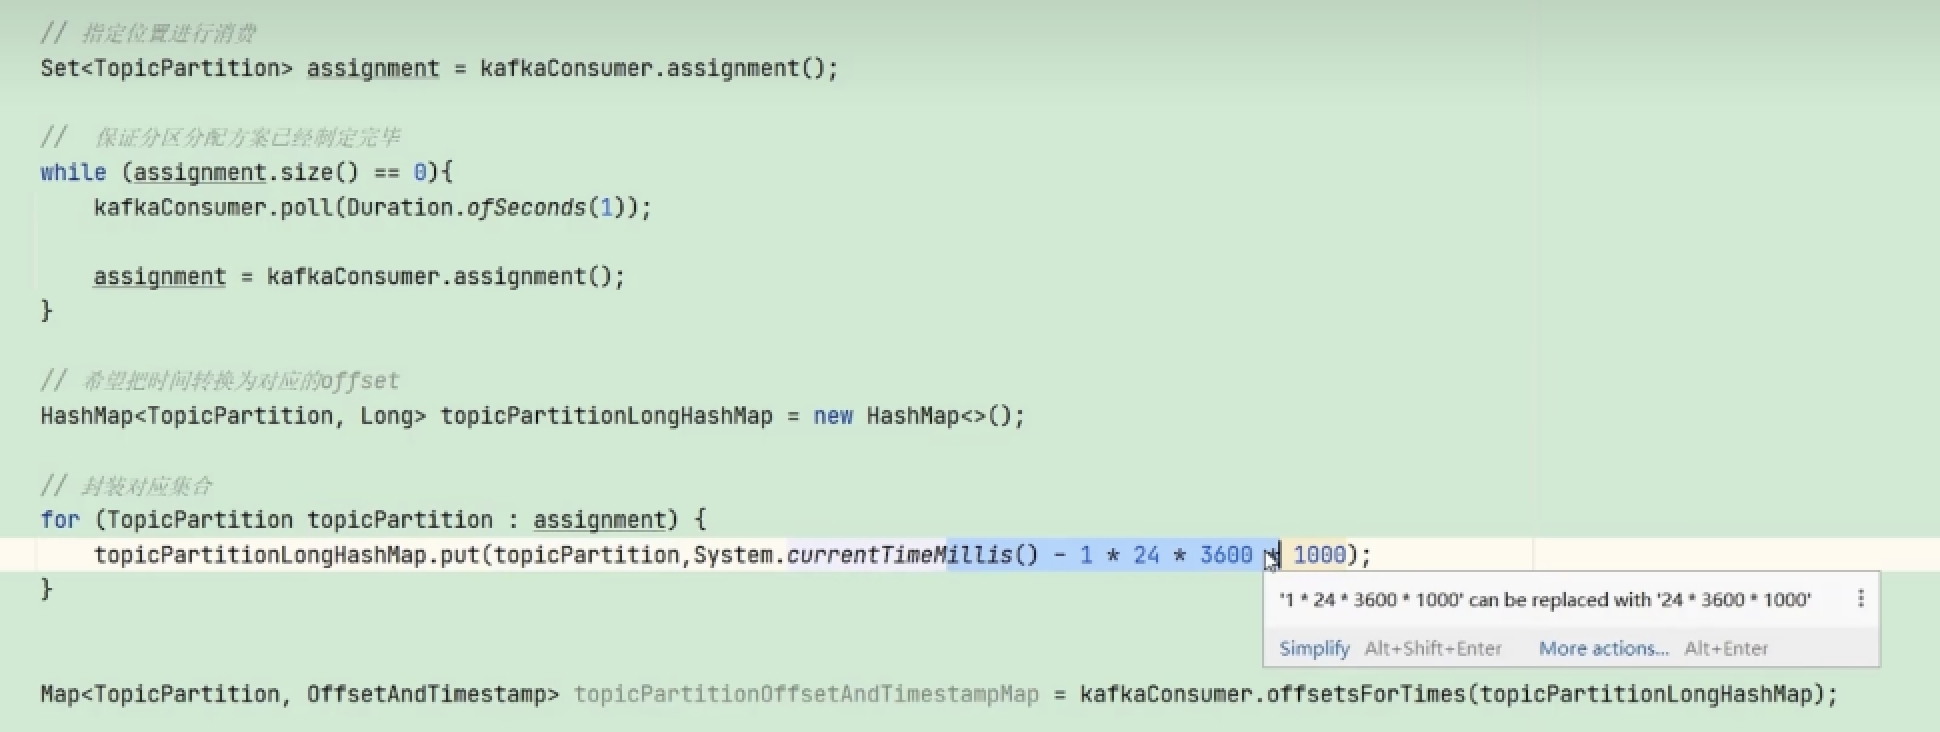 // 指定位置进行消费
Set<TopicPartition> assignment = kafkaConsumer.assignment();
//  保证分区分配方案已经制定完毕
while (assignment.size() == 0){
kafkaConsumer.poll(Duration.ofSeconds(1));
assignment = kafkaConsumer.assignment();
}
// 希望把时间转换为对应的offset
HashMap<TopicPartition, Long> topicPartitionLongHashMap = new HashMap<>();
// 封装对应集合
for (TopicPartition topicPartition : assignment) {
topicPartitionLongHashMap.put(topicPartition,System.currentTimeMillis() - 1 * 24 * 3600 * 1000);
}
'1 * 24 * 3600 * 1000' can be replaced with '24 * 3600 * 1000'
Simplify Alt+Shift+Enter More actions... Alt+Enter
Map<TopicPartition, OffsetAndTimestamp> topicPartitionOffsetAndTimestampMap = kafkaConsumer.offsetsForTimes(topicPartitionLongHashMap);